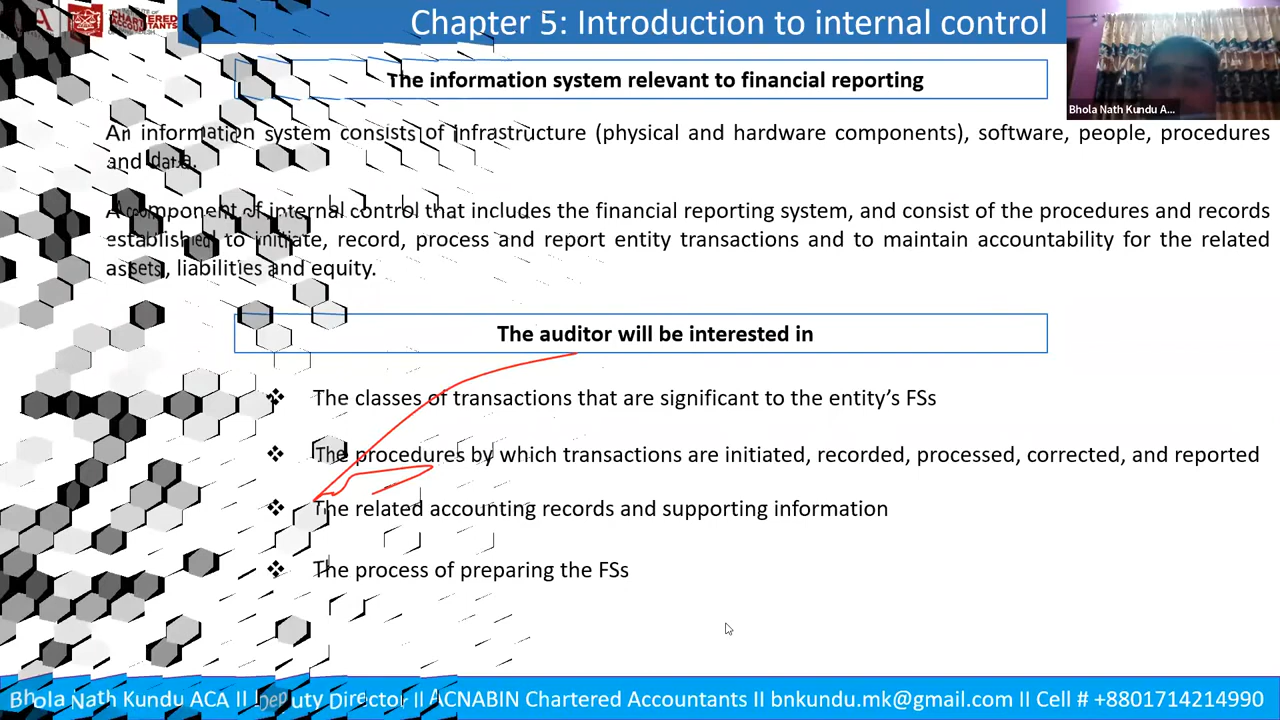 CHARTERED
ACCOUNTANTS
Chapter 5: Introduction to internal control
Bhola Nath Kundu A...
The information system relevant to financial reporting
An information system consists of infrastructure (physical and hardware components), software, people, procedures
and data.
A component of internal control that includes the financial reporting system, and consist of the procedures and records
established to initiate, record, process and report entity transactions and to maintain accountability for the related
assets, liabilities and equity.
The auditor will be interested in
❖ The classes of transactions that are significant to the entity's FSs
❖ The procedures by which transactions are initiated, recorded, processed, corrected, and reported
❖ The related accounting records and supporting information
❖ The process of preparing the FSs
Bhola Nath Kundu ACA II Deputy Director II ACNABIN Chartered Accountants II bnkundu.mk@gmail.com II Cell # +8801714214990